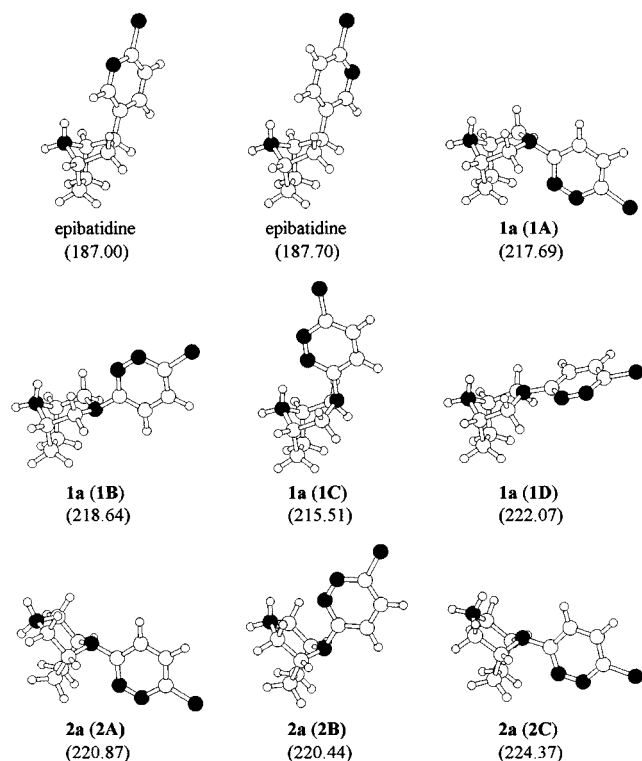 epibatidine
(187.00)
epibatidine
(187.70)
1a (1A)
(217.69)
1a (1B)
(218.64)
1a (1C)
(215.51)
1a (1D)
(222.07)
2a (2A)
(220.87)
2a (2B)
(220.44)
2a (2C)
(224.37)